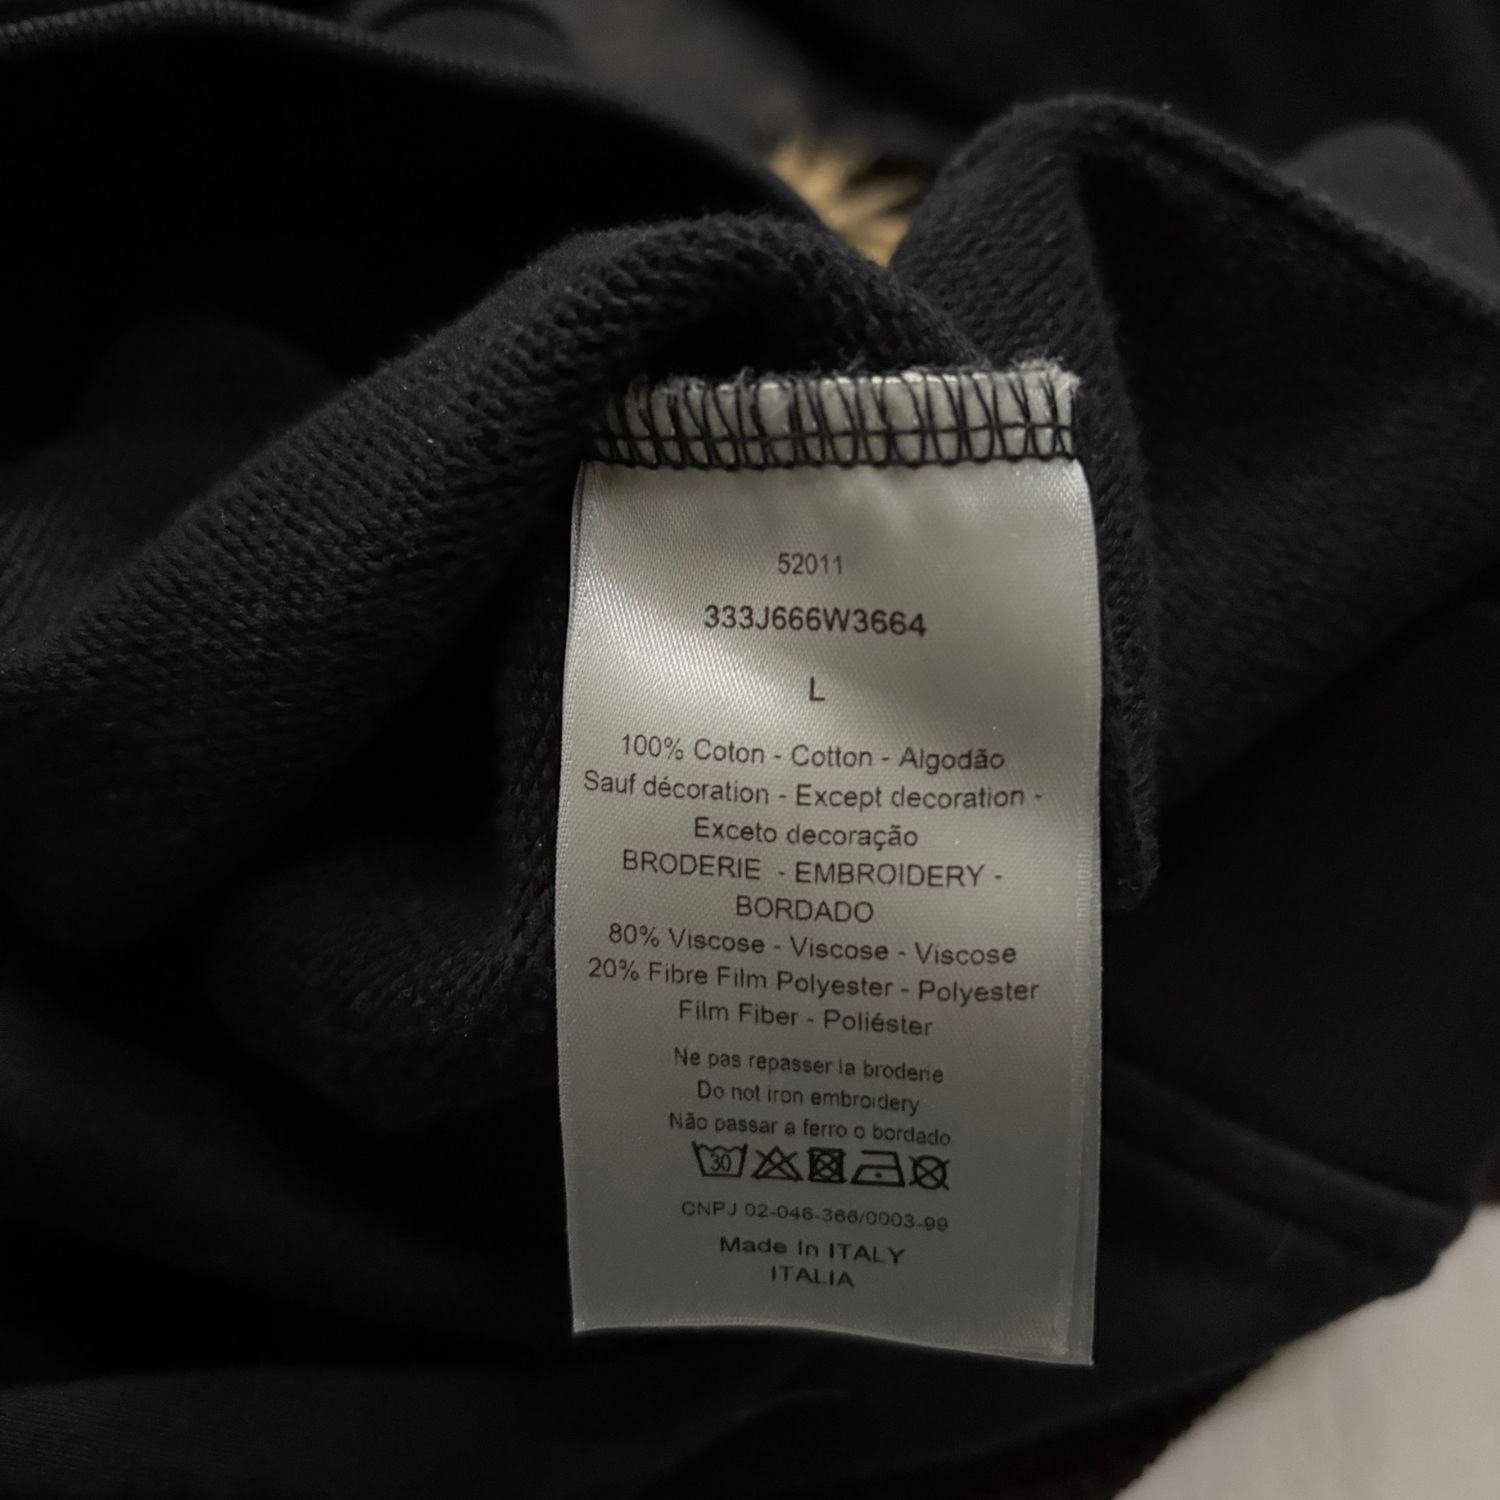 52011
333J666W3664
L
100% Coton - Cotton - Algodão
Sauf décoration - Except decoration -
Exceto decoração
BRODERIE - EMBROIDERY -
BORDADO
80% Viscose - Viscose - Viscose
20% Fibre Film Polyester - Polyester
Film Fiber - Poliéster
Ne pas repasser la broderie
Do not iron embroidery
Não passar a ferro o bordado
30
CNPJ 02-046-366/0003-99
Made In ITALY
ITALIA